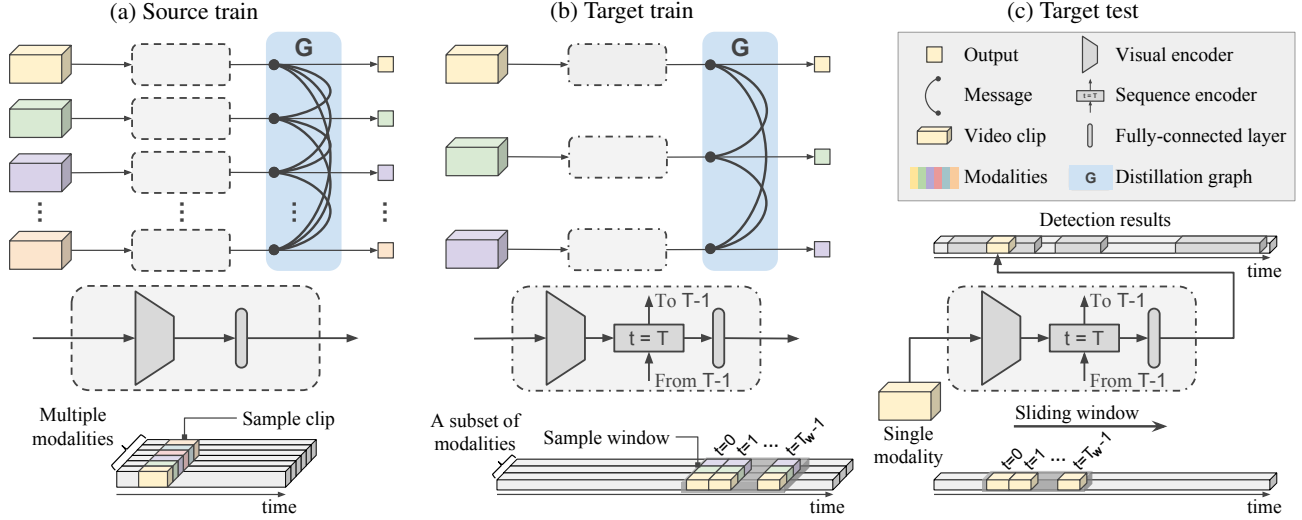 (a) Source train
G
Multiple
modalities
Sample clip
time
(b) Target train
G
To T-1
t = T
From T-1
A subset of
modalities
Sample window
t=0
t=1
...
t=Tw-1
time
(c) Target test
Output
Visual encoder
Message
t = T
Sequence encoder
Video clip
Fully-connected layer
Modalities
G
Distillation graph
Detection results
time
To T-1
t = T
From T-1
Single
modality
Sliding window
t=0
t=1
...
t=Tw-1
time